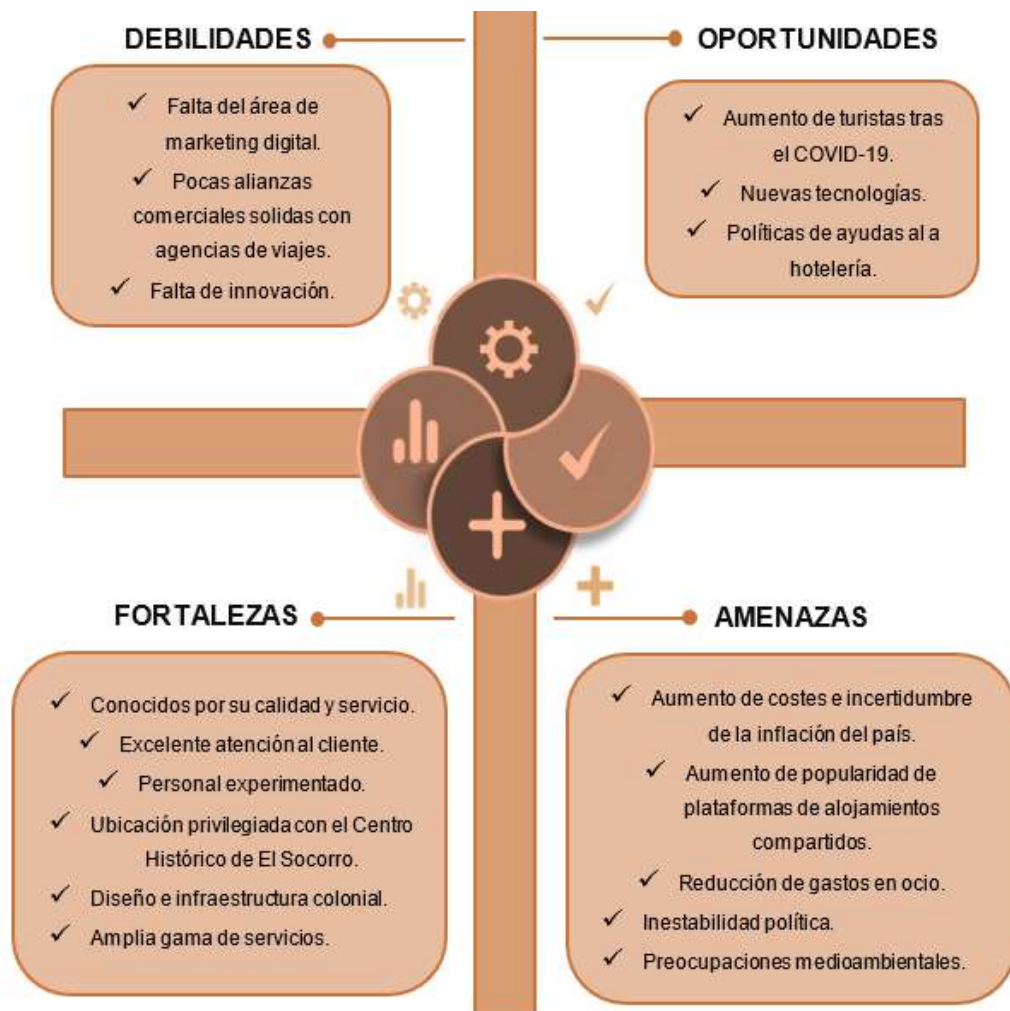 DEBILIDADES
Falta del área de
marketing digital.
Pocas alianzas
comerciales solidas con
agencias de viajes.
Falta de innovación.
OPORTUNIDADES
Aumento de turistas tras
el COVID-19.
Nuevas tecnologías.
Políticas de ayudas al a
hotelería.
FORTALEZAS
Conocidos por su calidad y servicio.
Excelente atención al cliente.
Personal experimentado.
Ubicación privilegiada con el Centro
Histórico de El Socorro.
Diseño e infraestructura colonial.
Amplia gama de servicios.
AMENAZAS
Aumento de costes e incertidumbre
de la inflación del país.
Aumento de popularidad de
plataformas de alojamientos
compartidos.
Reducción de gastos en ocio.
Inestabilidad política.
Preocupaciones medioambientales.